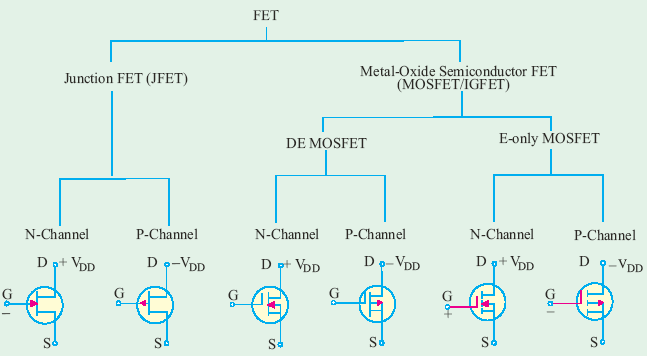 FET
Junction FET (JFET)
Metal-Oxide Semiconductor FET
(MOSFET/IGFET)
DE MOSFET
E-only MOSFET
N-Channel
P-Channel
N-Channel
P-Channel
N-Channel
P-Channel
D + VDD
D −VDD
D + VDD
D −VDD
D + VDD
D −VDD
G
−
G
G
G
G
+
G
−
S
S
S
S
S
S